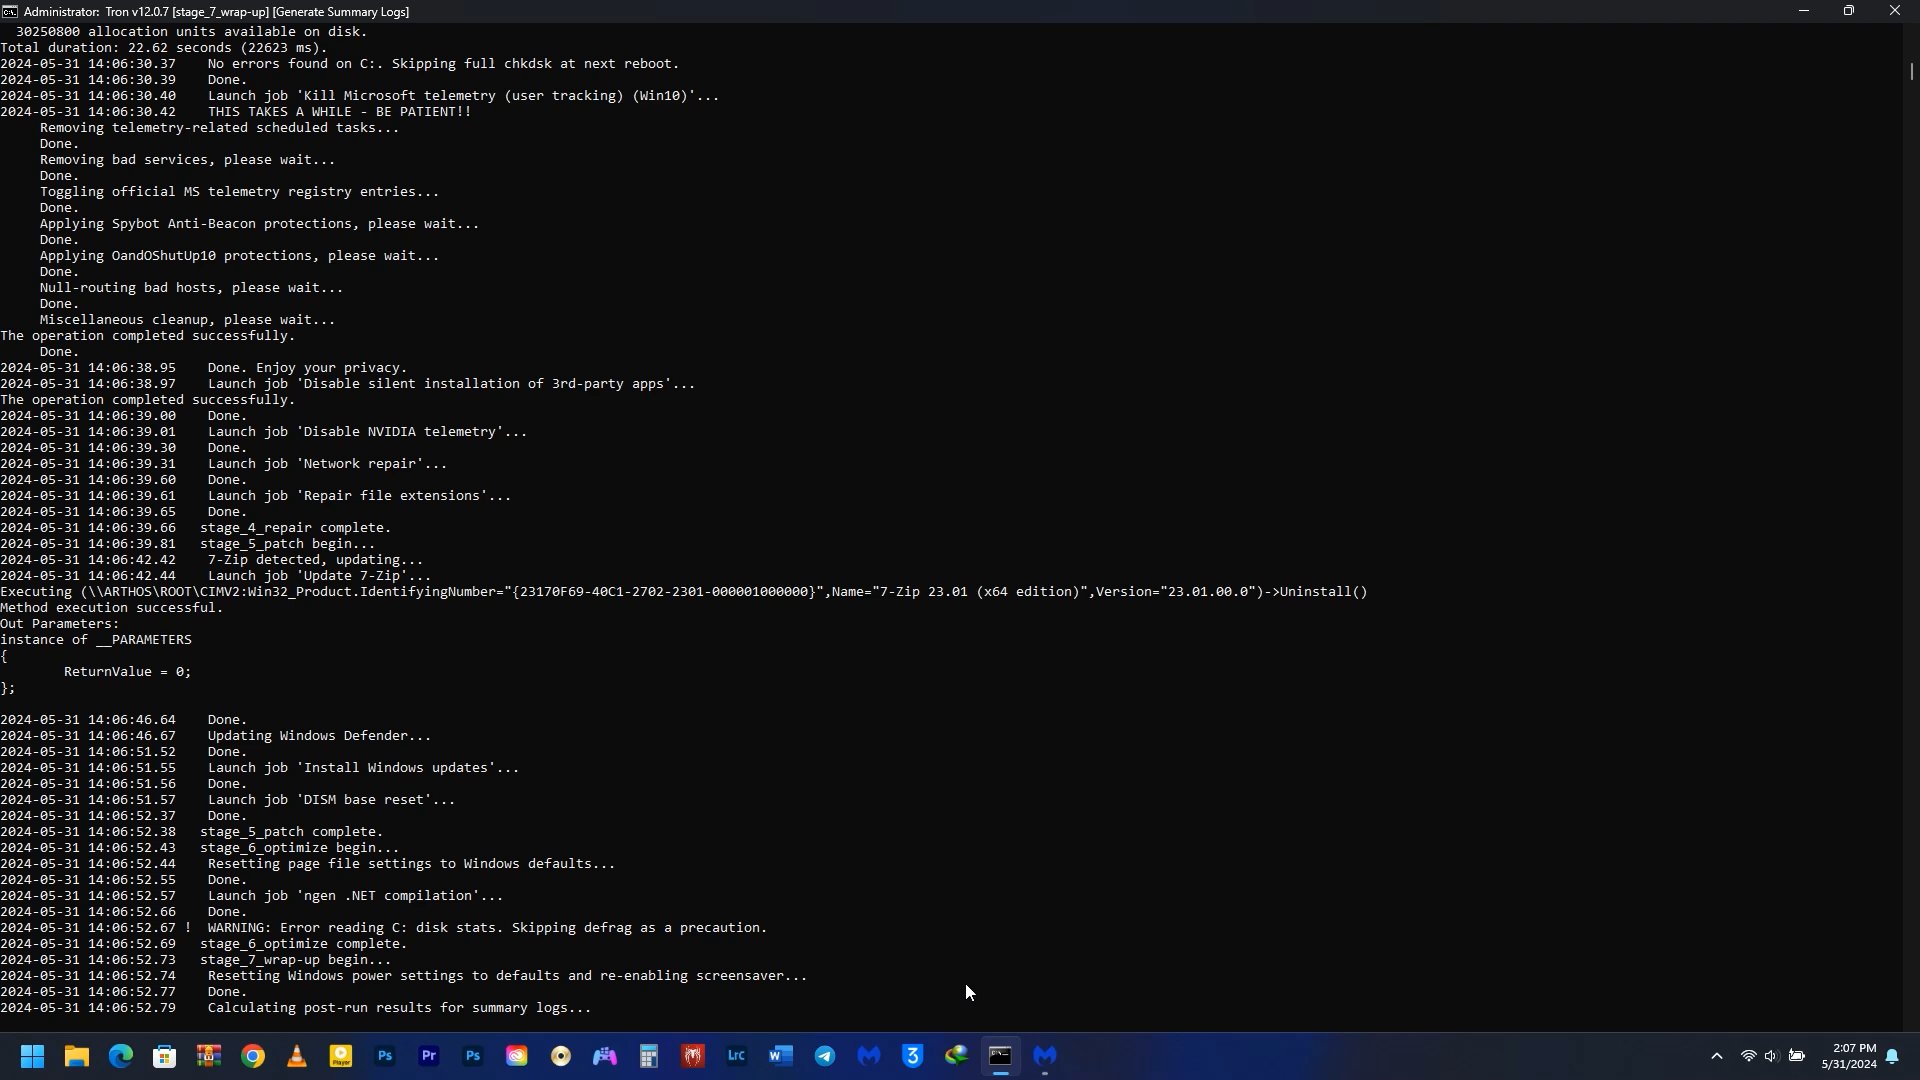 Administrator:  Tron v12.0.7 [stage_7_wrap-up] [Generate Summary Logs]
30250800 allocation units available on disk.
Total duration: 22.62 seconds (22623 ms).
2024-05-31 14:06:30.37    No errors found on C:. Skipping full chkdsk at next reboot.
2024-05-31 14:06:30.39    Done.
2024-05-31 14:06:30.40    Launch job 'Kill Microsoft telemetry (user tracking) (Win10)'...
2024-05-31 14:06:30.42    THIS TAKES A WHILE - BE PATIENT!!
Removing telemetry-related scheduled tasks...
Done.
Removing bad services, please wait...
Done.
Toggling official MS telemetry registry entries...
Done.
Applying Spybot Anti-Beacon protections, please wait...
Done.
Applying OandOShutUp10 protections, please wait...
Done.
Null-routing bad hosts, please wait...
Done.
Miscellaneous cleanup, please wait...
The operation completed successfully.
Done.
2024-05-31 14:06:38.95    Done. Enjoy your privacy.
2024-05-31 14:06:38.97    Launch job 'Disable silent installation of 3rd-party apps'...
The operation completed successfully.
2024-05-31 14:06:39.00    Done.
2024-05-31 14:06:39.01    Launch job 'Disable NVIDIA telemetry'...
2024-05-31 14:06:39.30    Done.
2024-05-31 14:06:39.31    Launch job 'Network repair'...
2024-05-31 14:06:39.60    Done.
2024-05-31 14:06:39.61    Launch job 'Repair file extensions'...
2024-05-31 14:06:39.65    Done.
2024-05-31 14:06:39.66   stage_4_repair complete.
2024-05-31 14:06:39.81   stage_5_patch begin...
2024-05-31 14:06:42.42    7-Zip detected, updating...
2024-05-31 14:06:42.44    Launch job 'Update 7-Zip'...
Executing (\\ARTHOS\ROOT\CIMV2:Win32_Product.IdentifyingNumber="{23170F69-40C1-2702-2301-000001000000}",Name="7-Zip 23.01 (x64 edition)",Version="23.01.00.0")->Uninstall()
Method execution successful.
Out Parameters:
instance of __PARAMETERS
{
ReturnValue = 0;
};
2024-05-31 14:06:46.64    Done.
2024-05-31 14:06:46.67    Updating Windows Defender...
2024-05-31 14:06:51.52    Done.
2024-05-31 14:06:51.55    Launch job 'Install Windows updates'...
2024-05-31 14:06:51.56    Done.
2024-05-31 14:06:51.57    Launch job 'DISM base reset'...
2024-05-31 14:06:52.37    Done.
2024-05-31 14:06:52.38   stage_5_patch complete.
2024-05-31 14:06:52.43   stage_6_optimize begin...
2024-05-31 14:06:52.44    Resetting page file settings to Windows defaults...
2024-05-31 14:06:52.55    Done.
2024-05-31 14:06:52.57    Launch job 'ngen .NET compilation'...
2024-05-31 14:06:52.66    Done.
2024-05-31 14:06:52.67 !  WARNING: Error reading C: disk stats. Skipping defrag as a precaution.
2024-05-31 14:06:52.69   stage_6_optimize complete.
2024-05-31 14:06:52.73   stage_7_wrap-up begin...
2024-05-31 14:06:52.74    Resetting Windows power settings to defaults and re-enabling screensaver...
2024-05-31 14:06:52.77    Done.
2024-05-31 14:06:52.79    Calculating post-run results for summary logs...
Player
Ps
Pr
Ps
Lrc
W
3
2:07 PM
5/31/2024